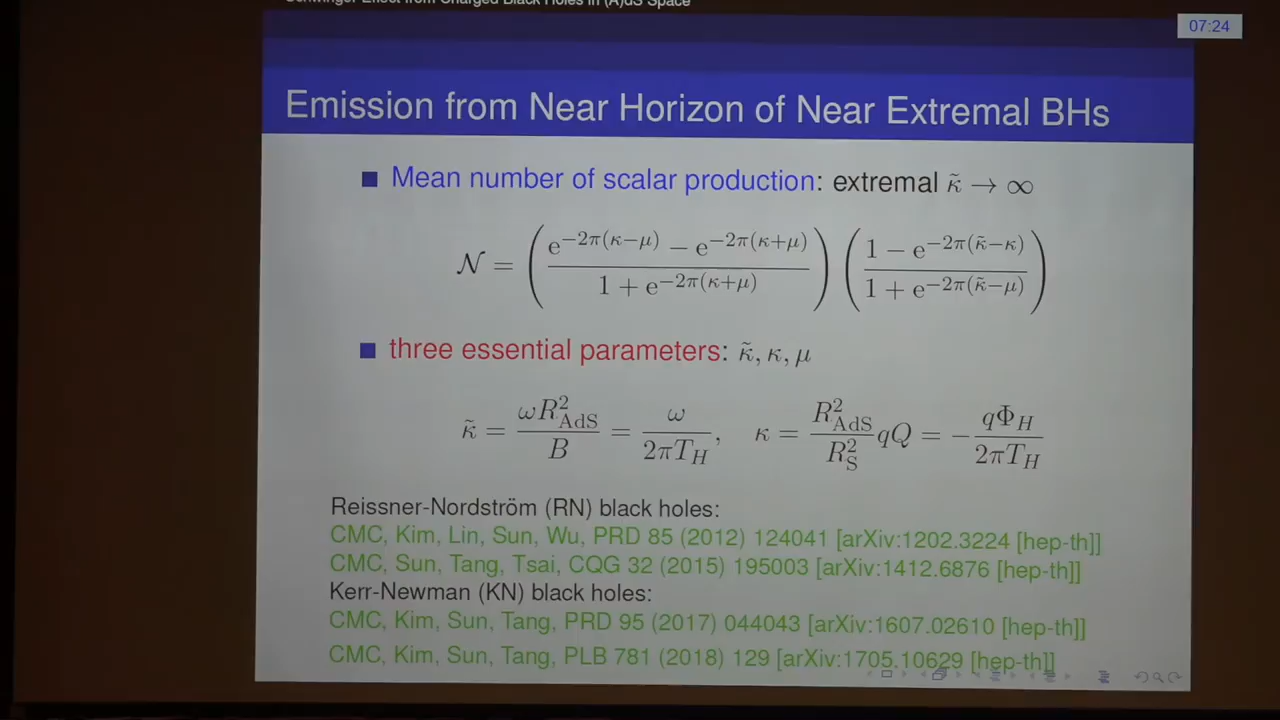 Schwinger Effect from Charged Black Holes in (A)dS Space
07:24
Emission from Near Horizon of Near Extremal BHs
Mean number of scalar production: extremal κ̃ → ∞
𝒩 = ( (e^{−2π(κ−μ)} − e^{−2π(κ+μ)}) / (1 + e^{−2π(κ+μ)}) ) ( (1 − e^{−2π(κ̃−κ)}) / (1 + e^{−2π(κ̃−μ)}) )
three essential parameters: κ̃, κ, μ
κ̃ = ωR²_AdS / B = ω / 2πT_H, κ = (R²_AdS / R²_S) qQ = − qΦ_H / 2πT_H
Reissner-Nordström (RN) black holes:
CMC, Kim, Lin, Sun, Wu, PRD 85 (2012) 124041 [arXiv:1202.3224 [hep-th]]
CMC, Sun, Tang, Tsai, CQG 32 (2015) 195003 [arXiv:1412.6876 [hep-th]]
Kerr-Newman (KN) black holes:
CMC, Kim, Sun, Tang, PRD 95 (2017) 044043 [arXiv:1607.02610 [hep-th]]
CMC, Kim, Sun, Tang, PLB 781 (2018) 129 [arXiv:1705.10629 [hep-th]]